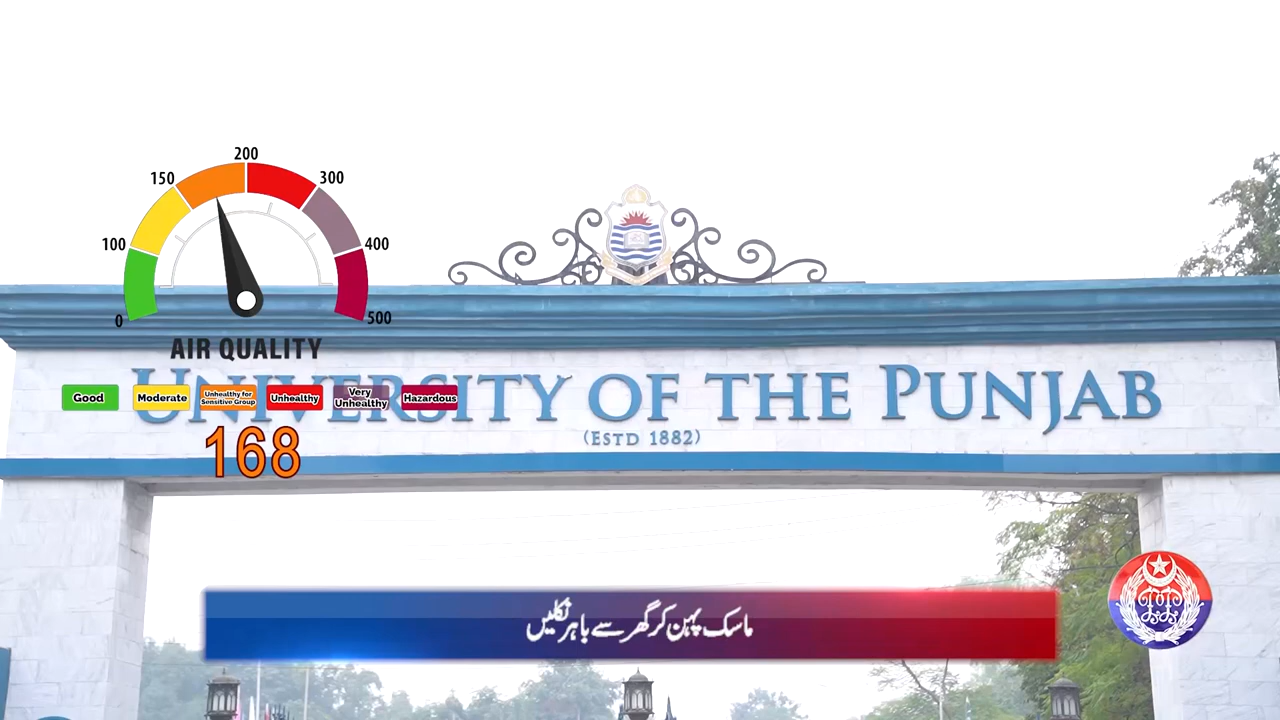 200
150
300
100
400
0
500
AIR QUALITY
Good
Moderate
Unhealthy for
Sensitive Group
Unhealthy
Very
Unhealthy
Hazardous
UNIVERSITY OF THE PUNJAB
(ESTD 1882)
168
ماسک پہن کر گھر سے باہر نکلیں